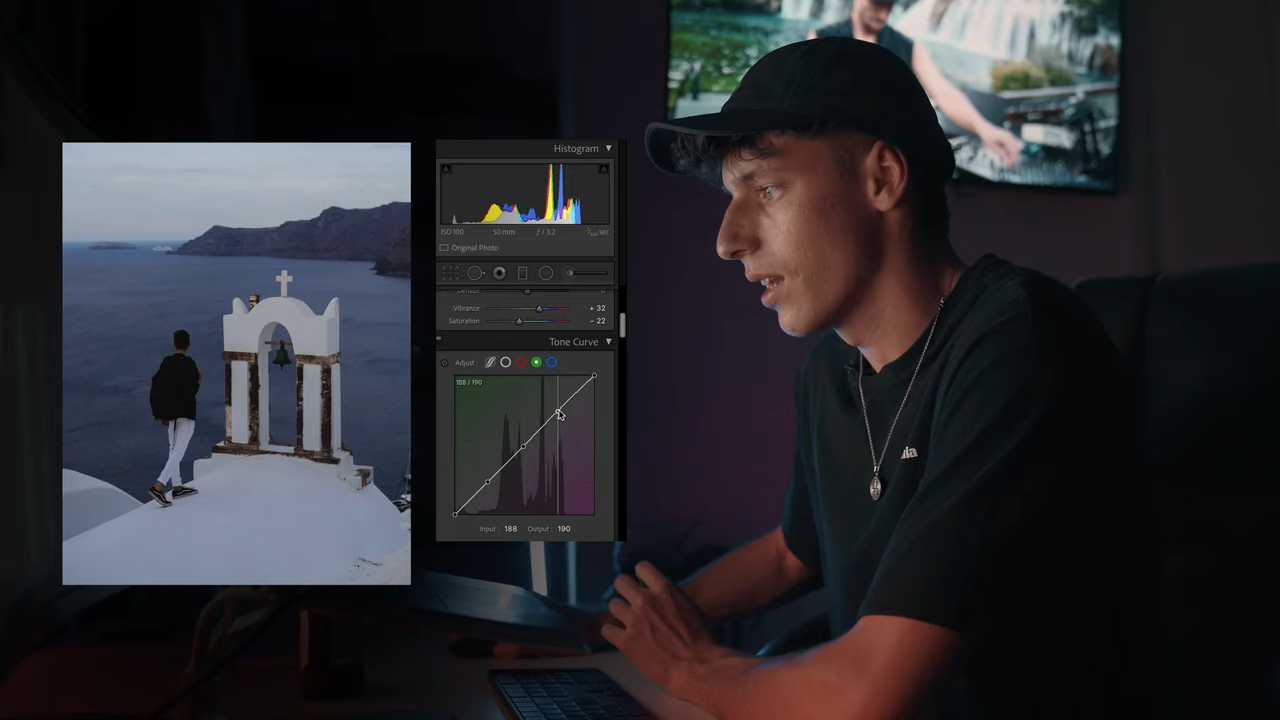 Histogram
ISO 100 50 mm ƒ / 3.2 sec
Original Photo
Vibrance + 32
Saturation − 22
Tone Curve
Adjust :
188 / 190
Input : 188 Output : 190